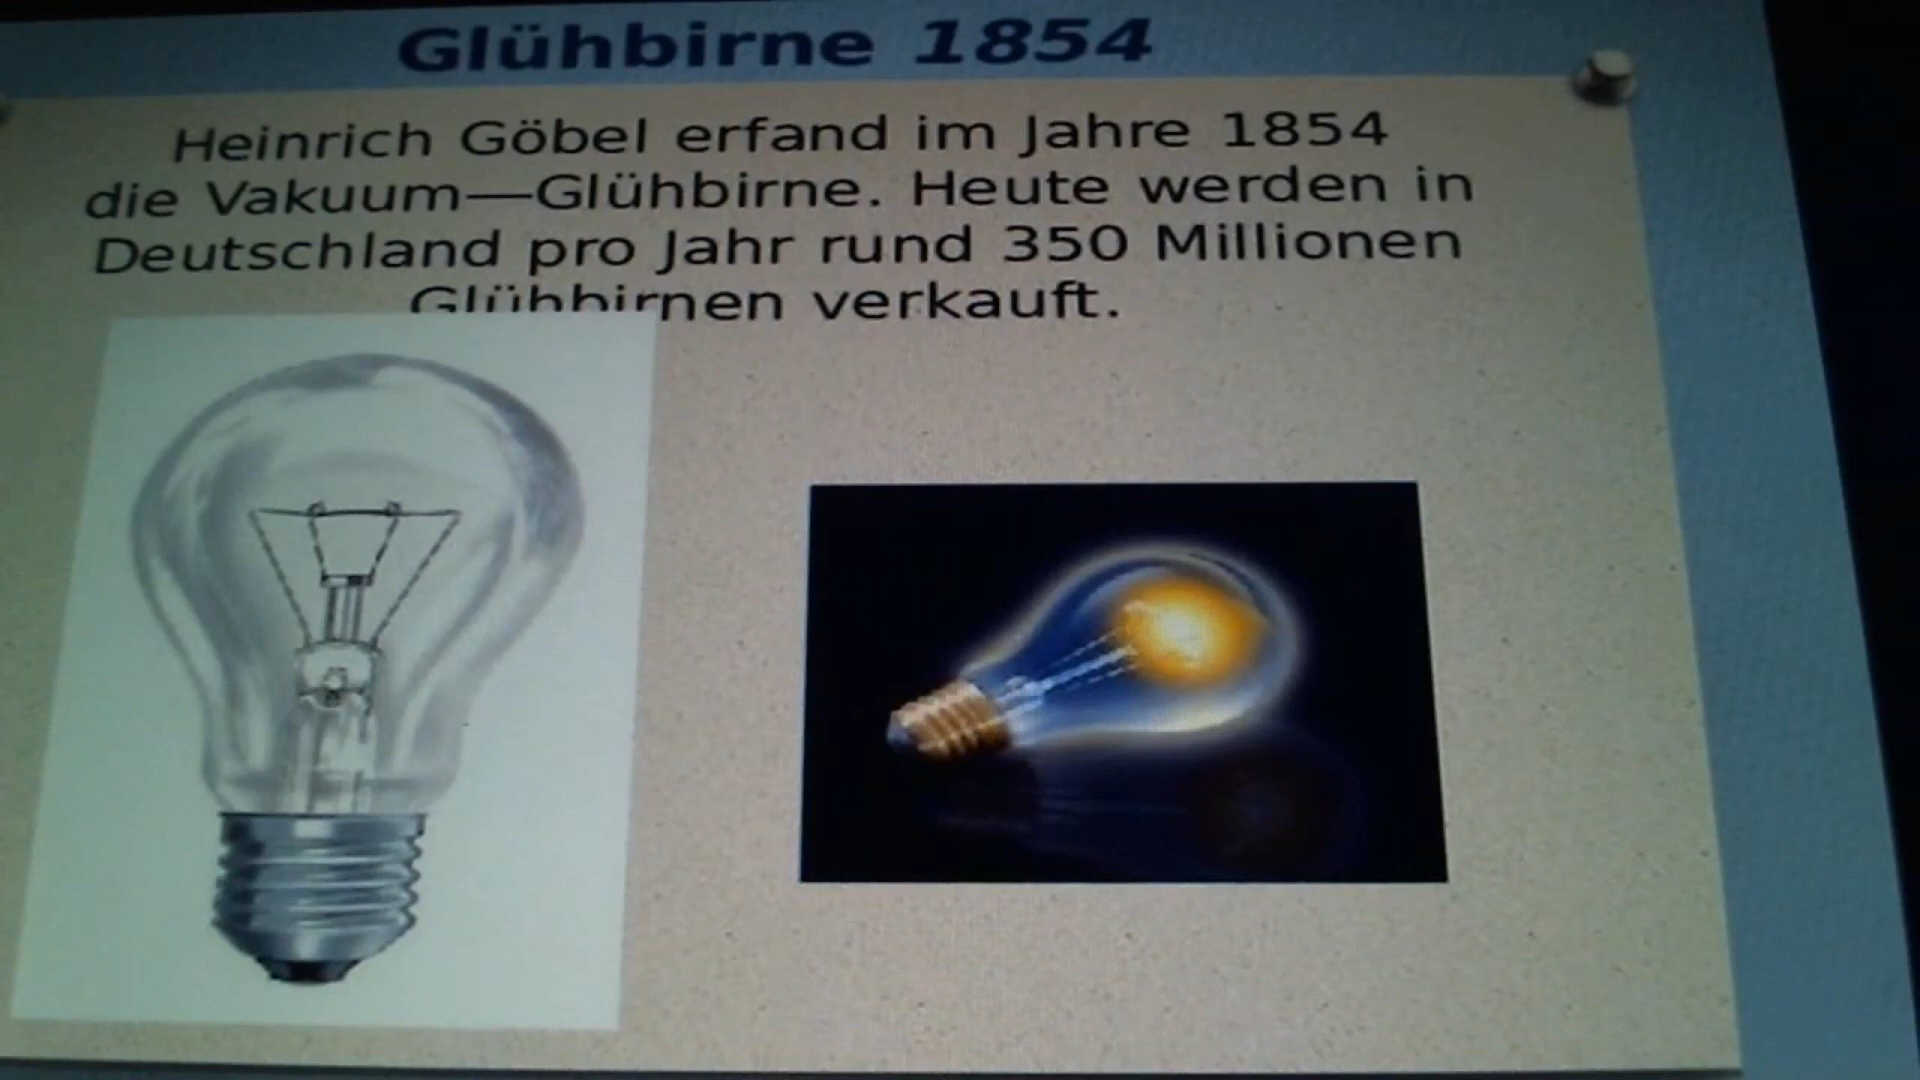 Glühbirne 1854
Heinrich Göbel erfand im Jahre 1854
die Vakuum—Glühbirne. Heute werden in
Deutschland pro Jahr rund 350 Millionen
Glühbirnen verkauft.